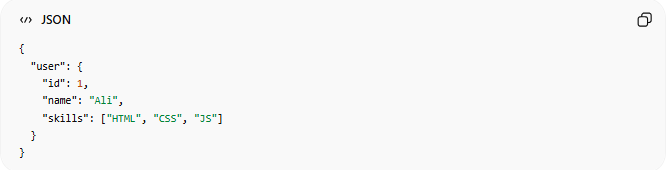 JSON
{
  "user": {
    "id": 1,
    "name": "Ali",
    "skills": ["HTML", "CSS", "JS"]
  }
}